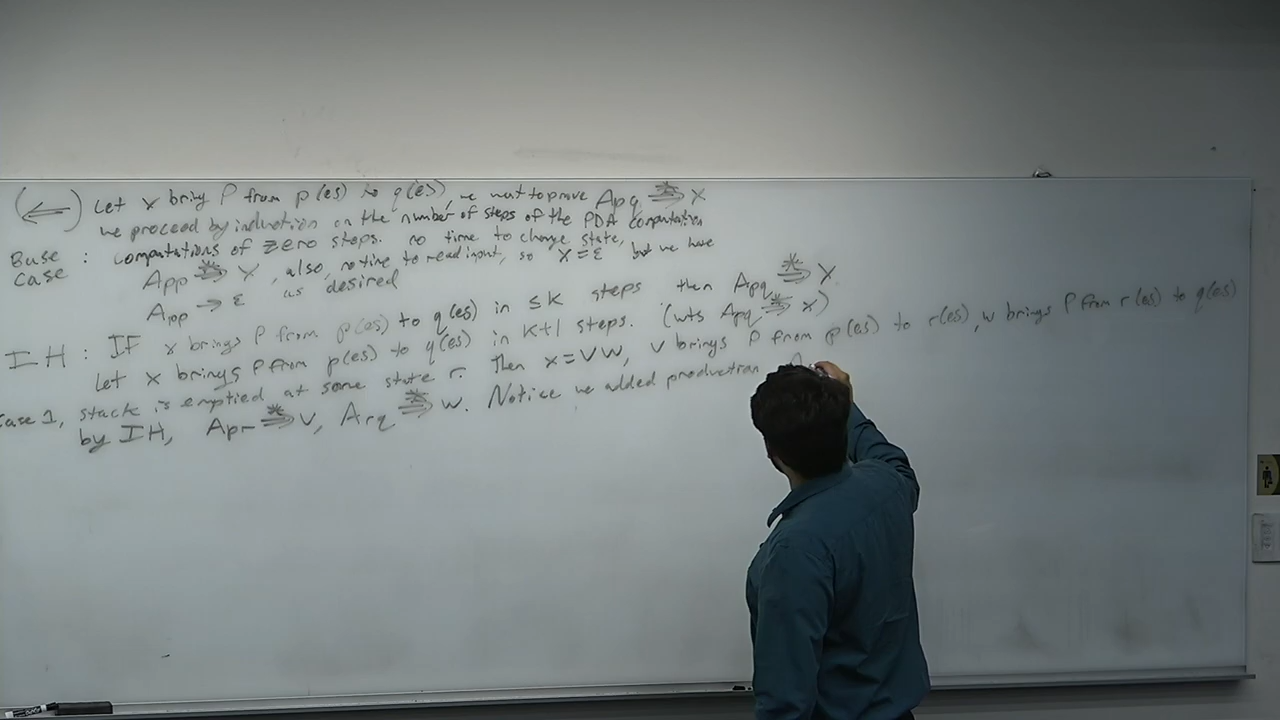 (⇐) Let x bring P from p(es) to q(es), we want to prove Apq ⇒* x
we proceed by induction on the number of steps of the PDA computation
Base Case : computations of zero steps. no time to change state,
App ⇒* x, also, no time to read input, so x = ε but we have
App → ε as desired
IH : If x brings P from p(es) to q(es) in ≤ k steps then Apq ⇒* x
Let x brings P from p(es) to q(es) in k+1 steps. (wts Apq ⇒* x)
Case 1, stack is emptied at some state r. Then x = vw, v brings P from p(es) to r(es), w brings P from r(es) to q(es)
by IH, Apr ⇒* v, Arq ⇒* w. Notice we added production